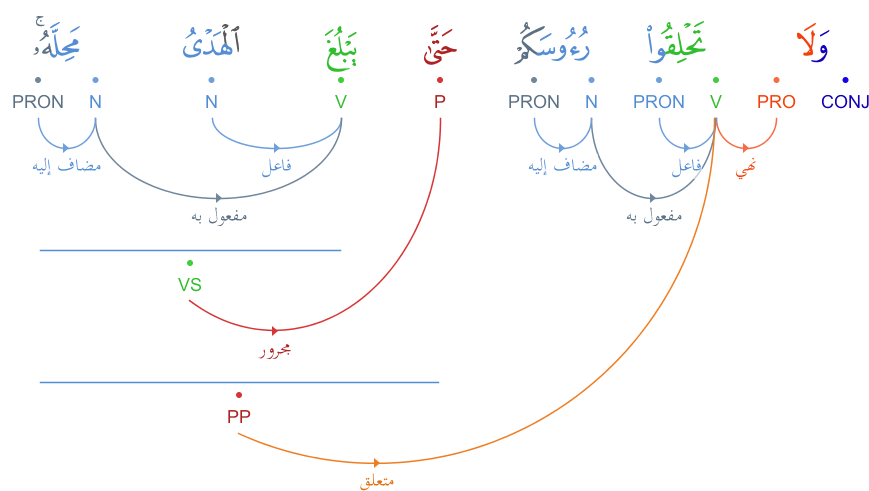 وَلَا تَحْلِقُوا۟ رُءُوسَكُمْ حَتَّىٰ يَبْلُغَ ٱلْهَدْىُ مَحِلَّهُۥ ۚ
CONJ PRO V PRON N PRON P V N N PRON
نهي فاعل مضاف إليه فاعل مضاف إليه
مفعول به مفعول به
VS
مجرور
PP
متعلق